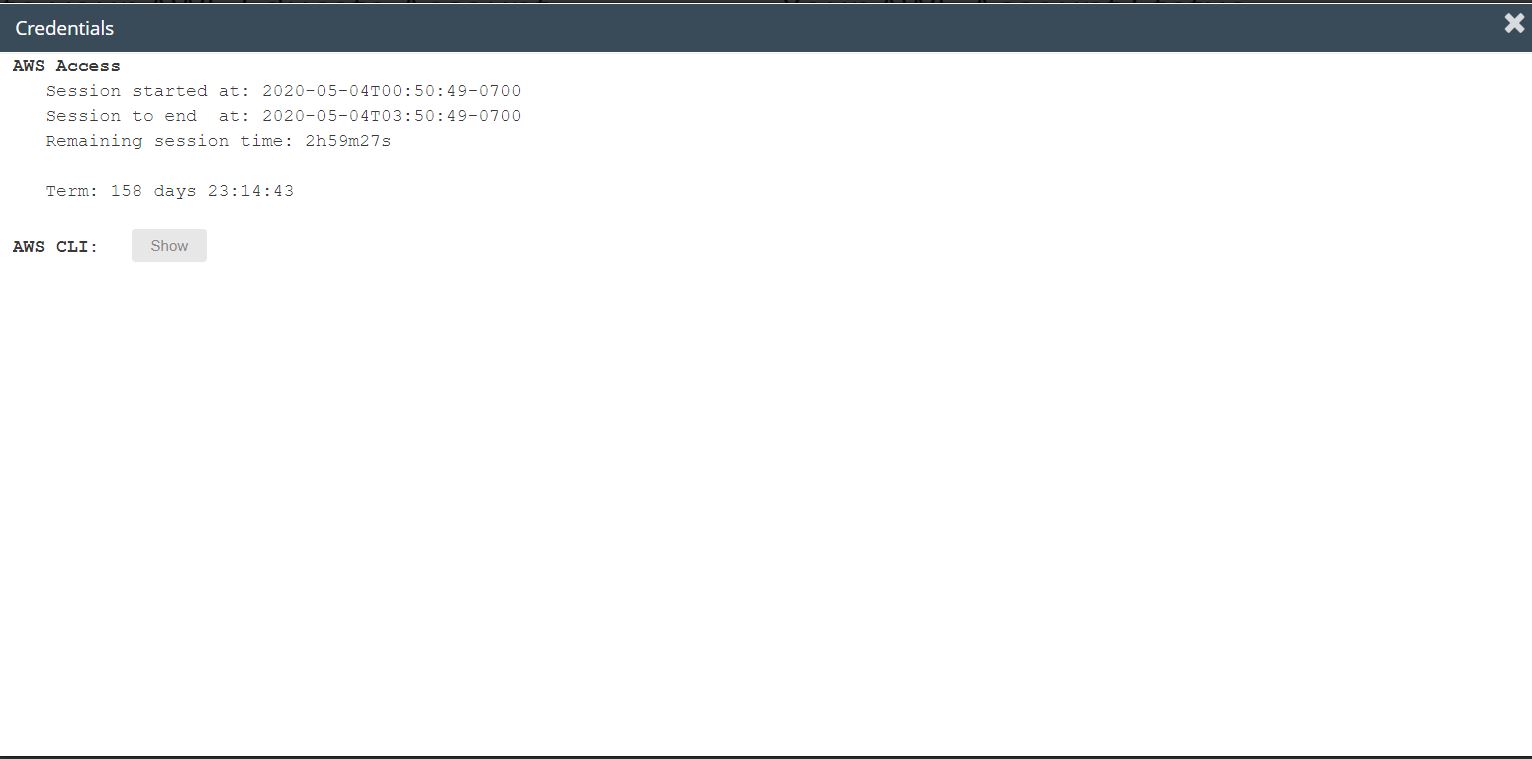 Credentials
AWS Access
Session started at: 2020-05-04T00:50:49-0700
Session to end  at: 2020-05-04T03:50:49-0700
Remaining session time: 2h59m27s
Term: 158 days 23:14:43
AWS CLI: Show